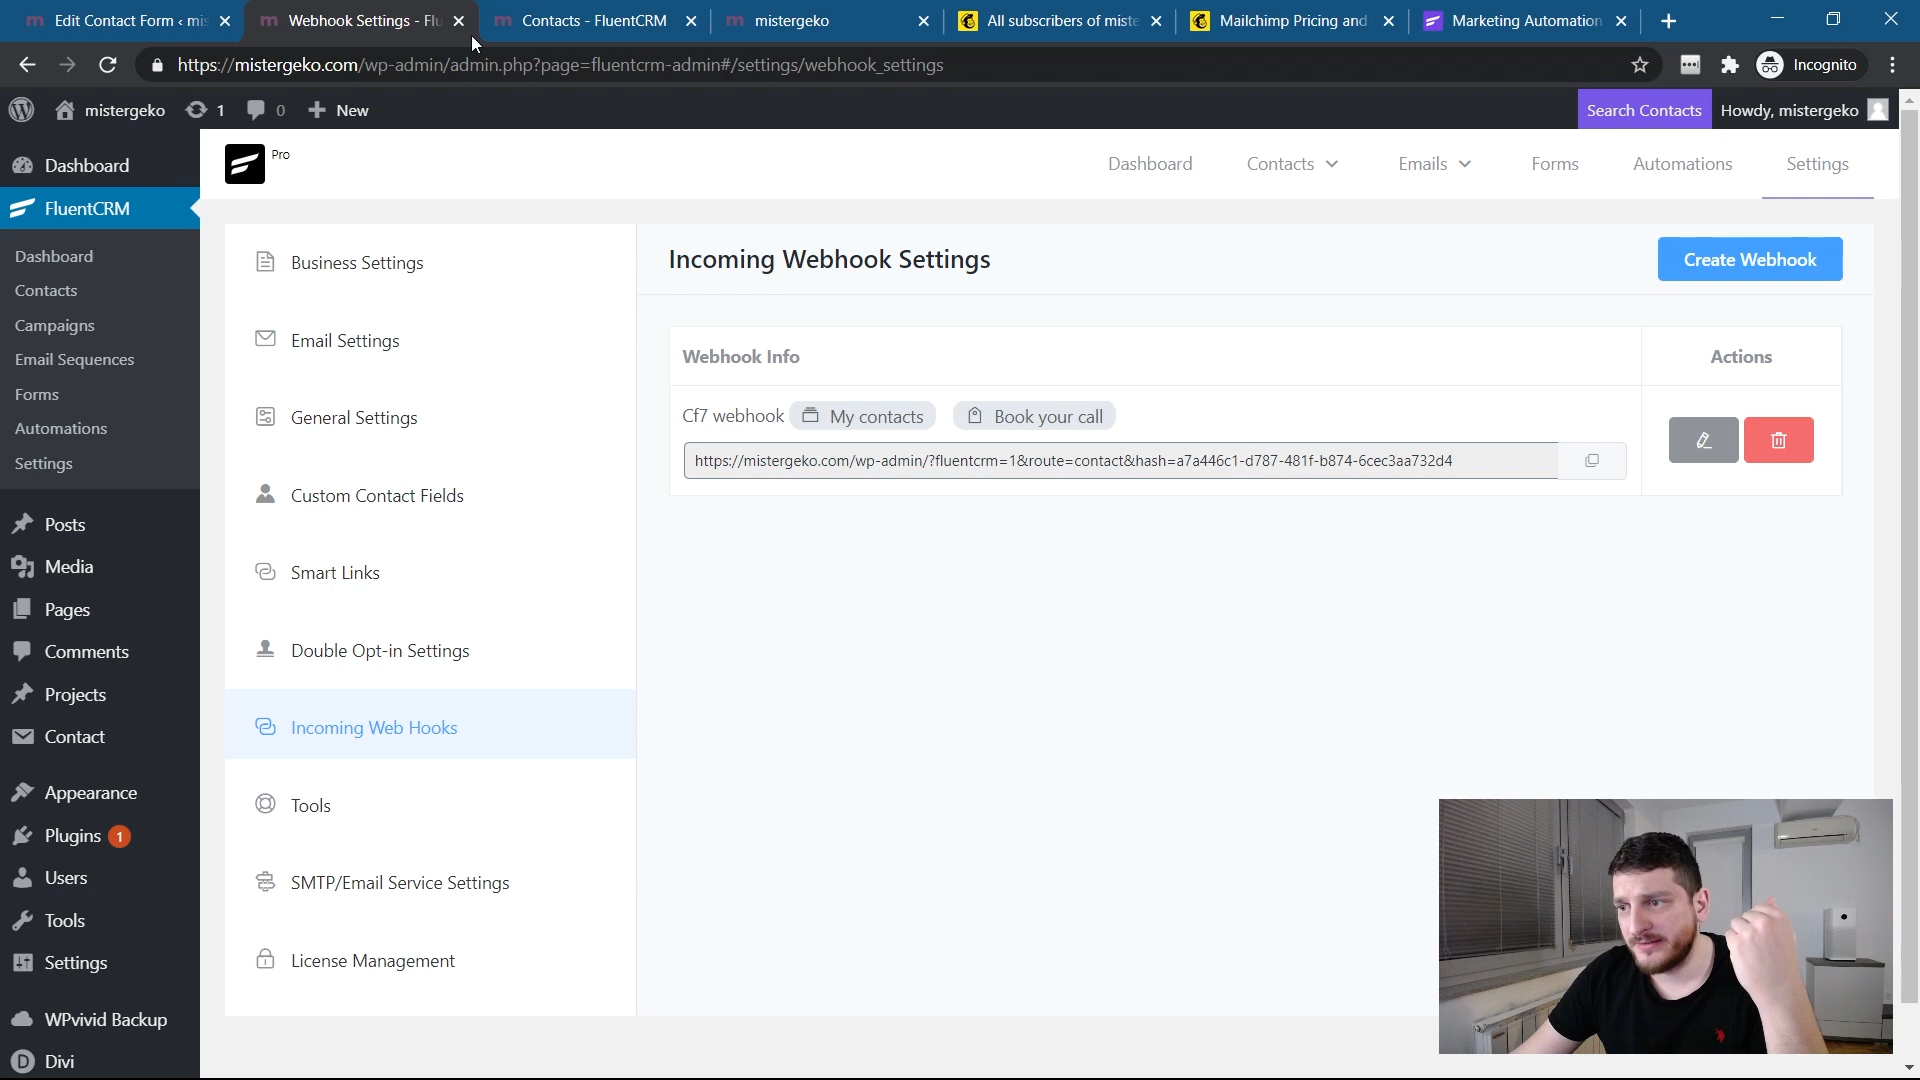 Edit Contact Form ‹ mis
Webhook Settings - Flu
Contacts - FluentCRM
mistergeko
All subscribers of miste
Mailchimp Pricing and
Marketing Automation
https://mistergeko.com/wp-admin/admin.php?page=fluentcrm-admin#/settings/webhook_settings
Incognito
mistergeko
1
0
New
Search Contacts
Howdy, mistergeko
Dashboard
FluentCRM
Dashboard
Contacts
Campaigns
Email Sequences
Forms
Automations
Settings
Posts
Media
Pages
Comments
Projects
Contact
Appearance
Plugins 1
Users
Tools
Settings
WPvivid Backup
Divi
Pro
Dashboard
Contacts
Emails
Forms
Automations
Settings
Business Settings
Email Settings
General Settings
Custom Contact Fields
Smart Links
Double Opt-in Settings
Incoming Web Hooks
Tools
SMTP/Email Service Settings
License Management
Incoming Webhook Settings
Create Webhook
Webhook Info
Actions
Cf7 webhook My contacts Book your call
https://mistergeko.com/wp-admin/?fluentcrm=1&route=contact&hash=a7a446c1-d787-481f-b874-6cec3aa732d4